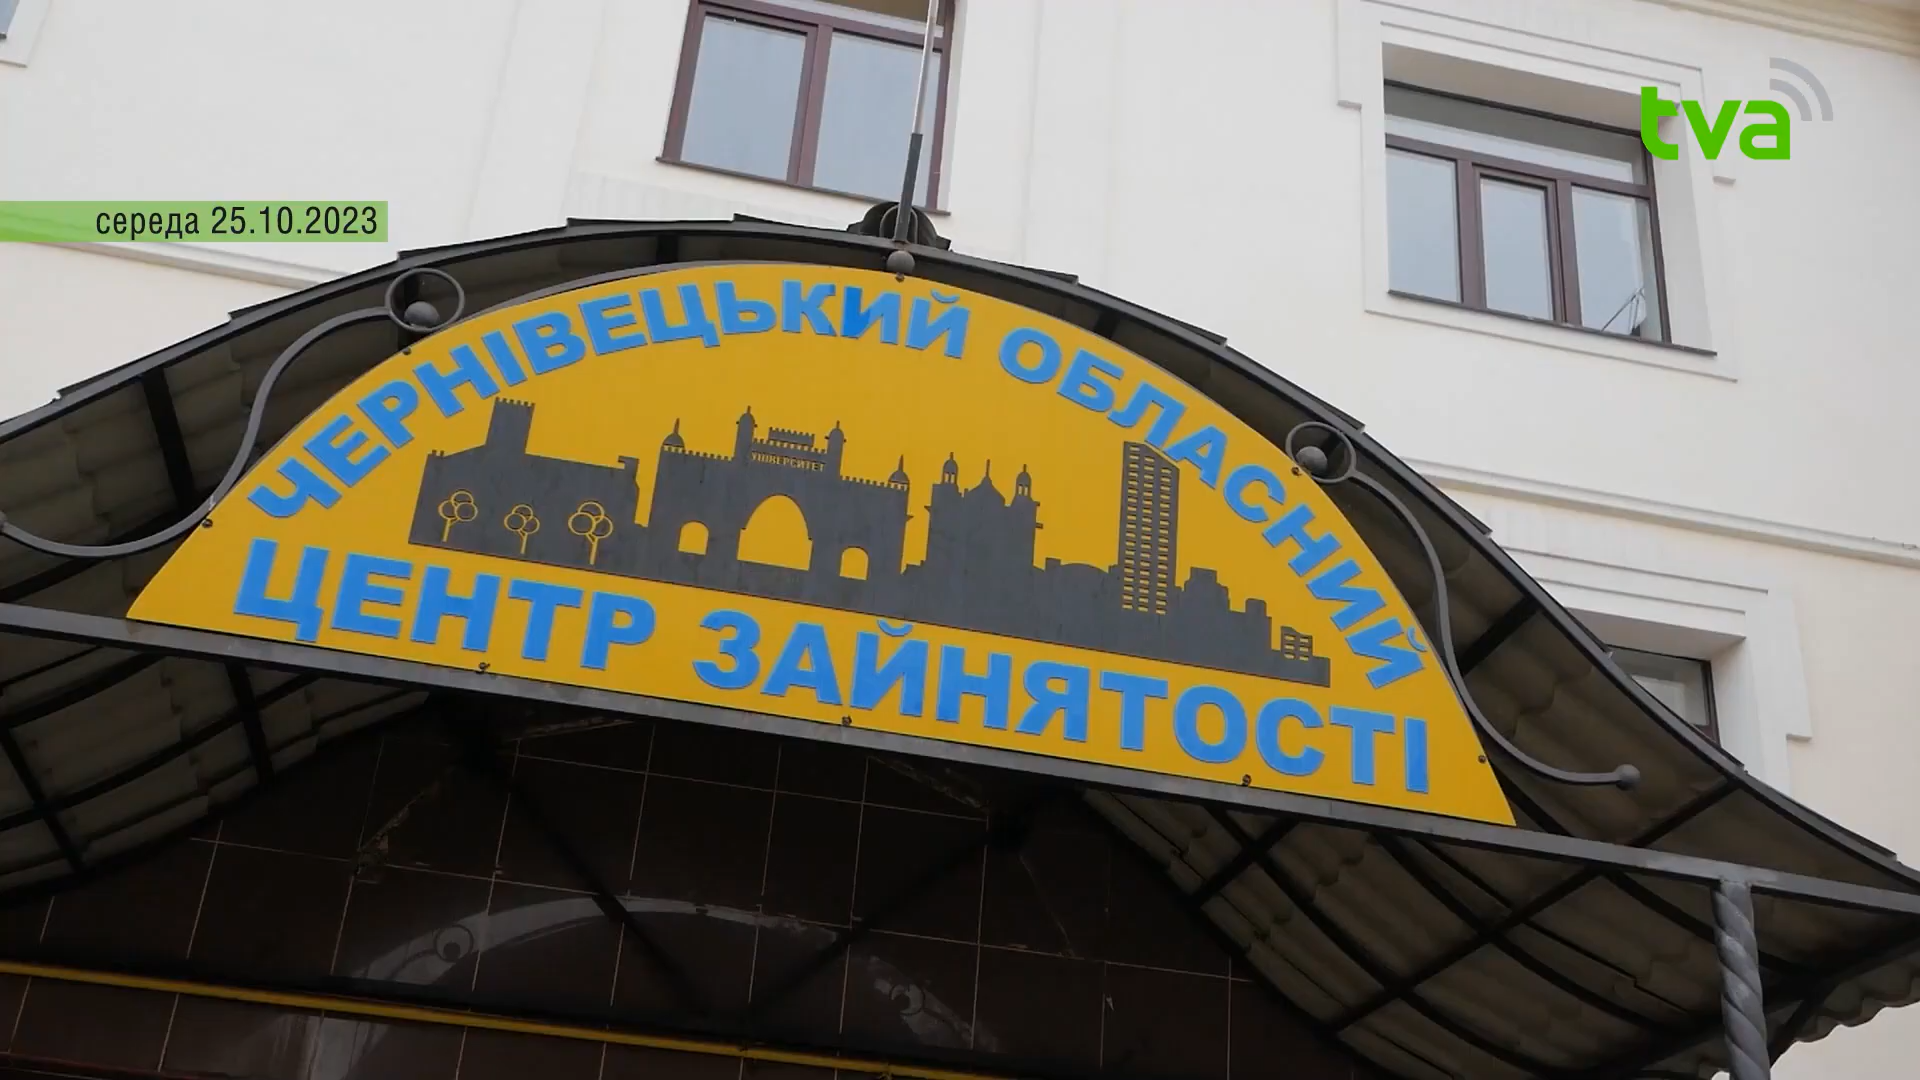 tva
середа 25.10.2023
ЧЕРНІВЕЦЬКИЙ ОБЛАСНИЙ
УНІВЕРСИТЕТ
ЦЕНТР ЗАЙНЯТОСТІ